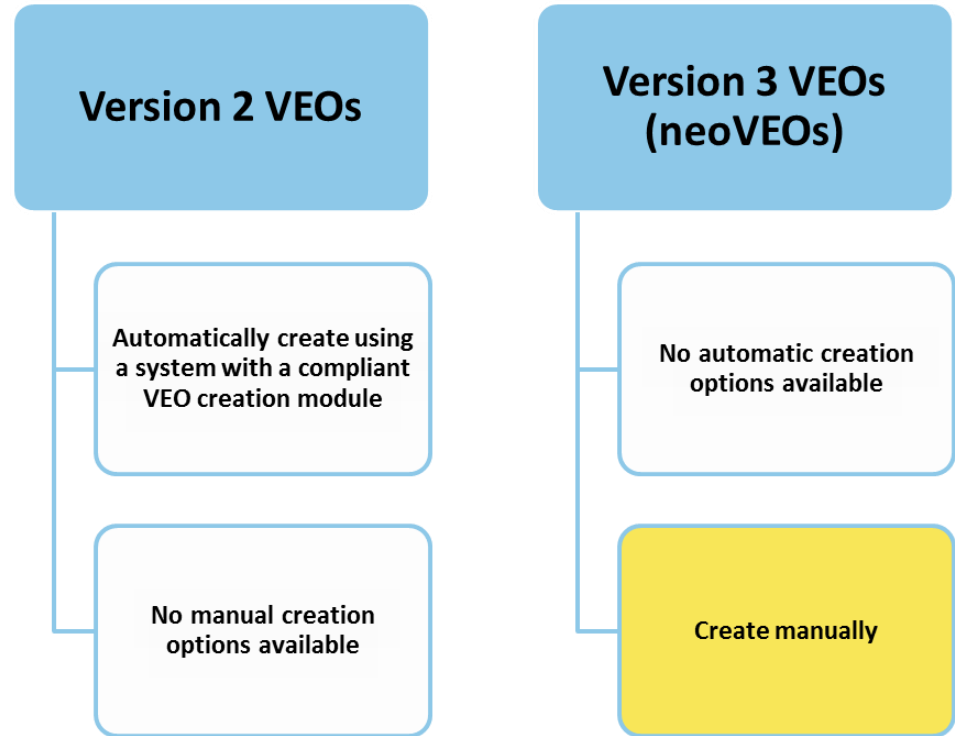 Version 2 VEOs
Automatically create using
a system with a compliant
VEO creation module
No manual creation
options available
Version 3 VEOs
(neoVEOs)
No automatic creation
options available
Create manually